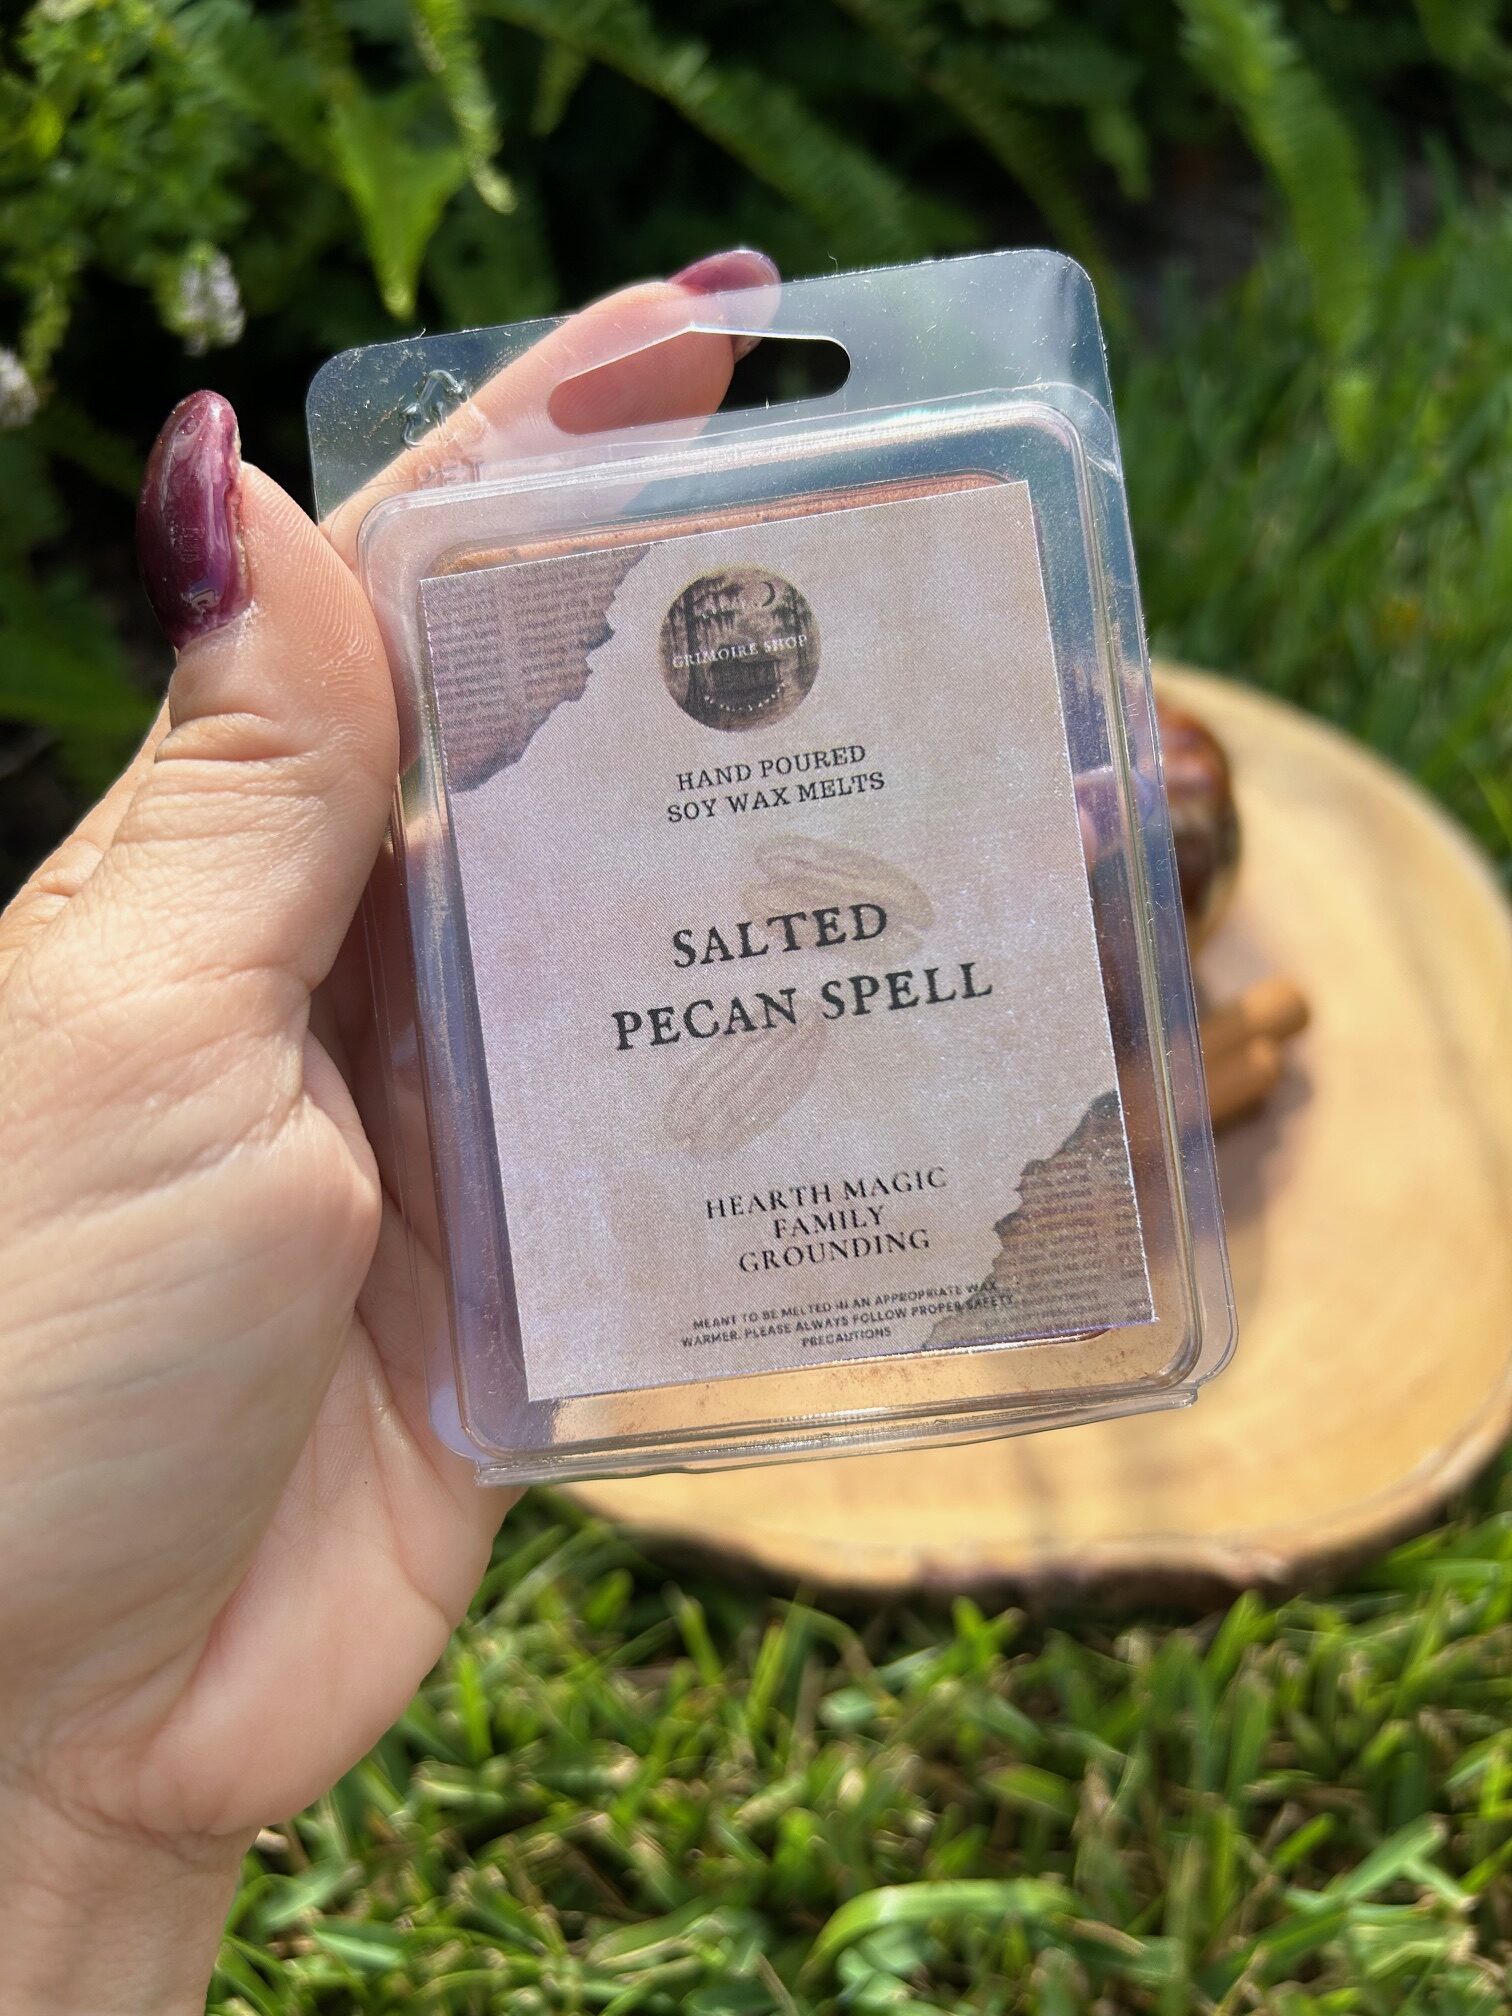 PET
GRIMOIRE SHOP
HAND POURED
SOY WAX MELTS
SALTED
PECAN SPELL
HEARTH MAGIC
FAMILY
GROUNDING
MEANT TO BE MELTED IN AN APPROPRIATE WAX
WARMER. PLEASE ALWAYS FOLLOW PROPER SAFETY
PRECAUTIONS